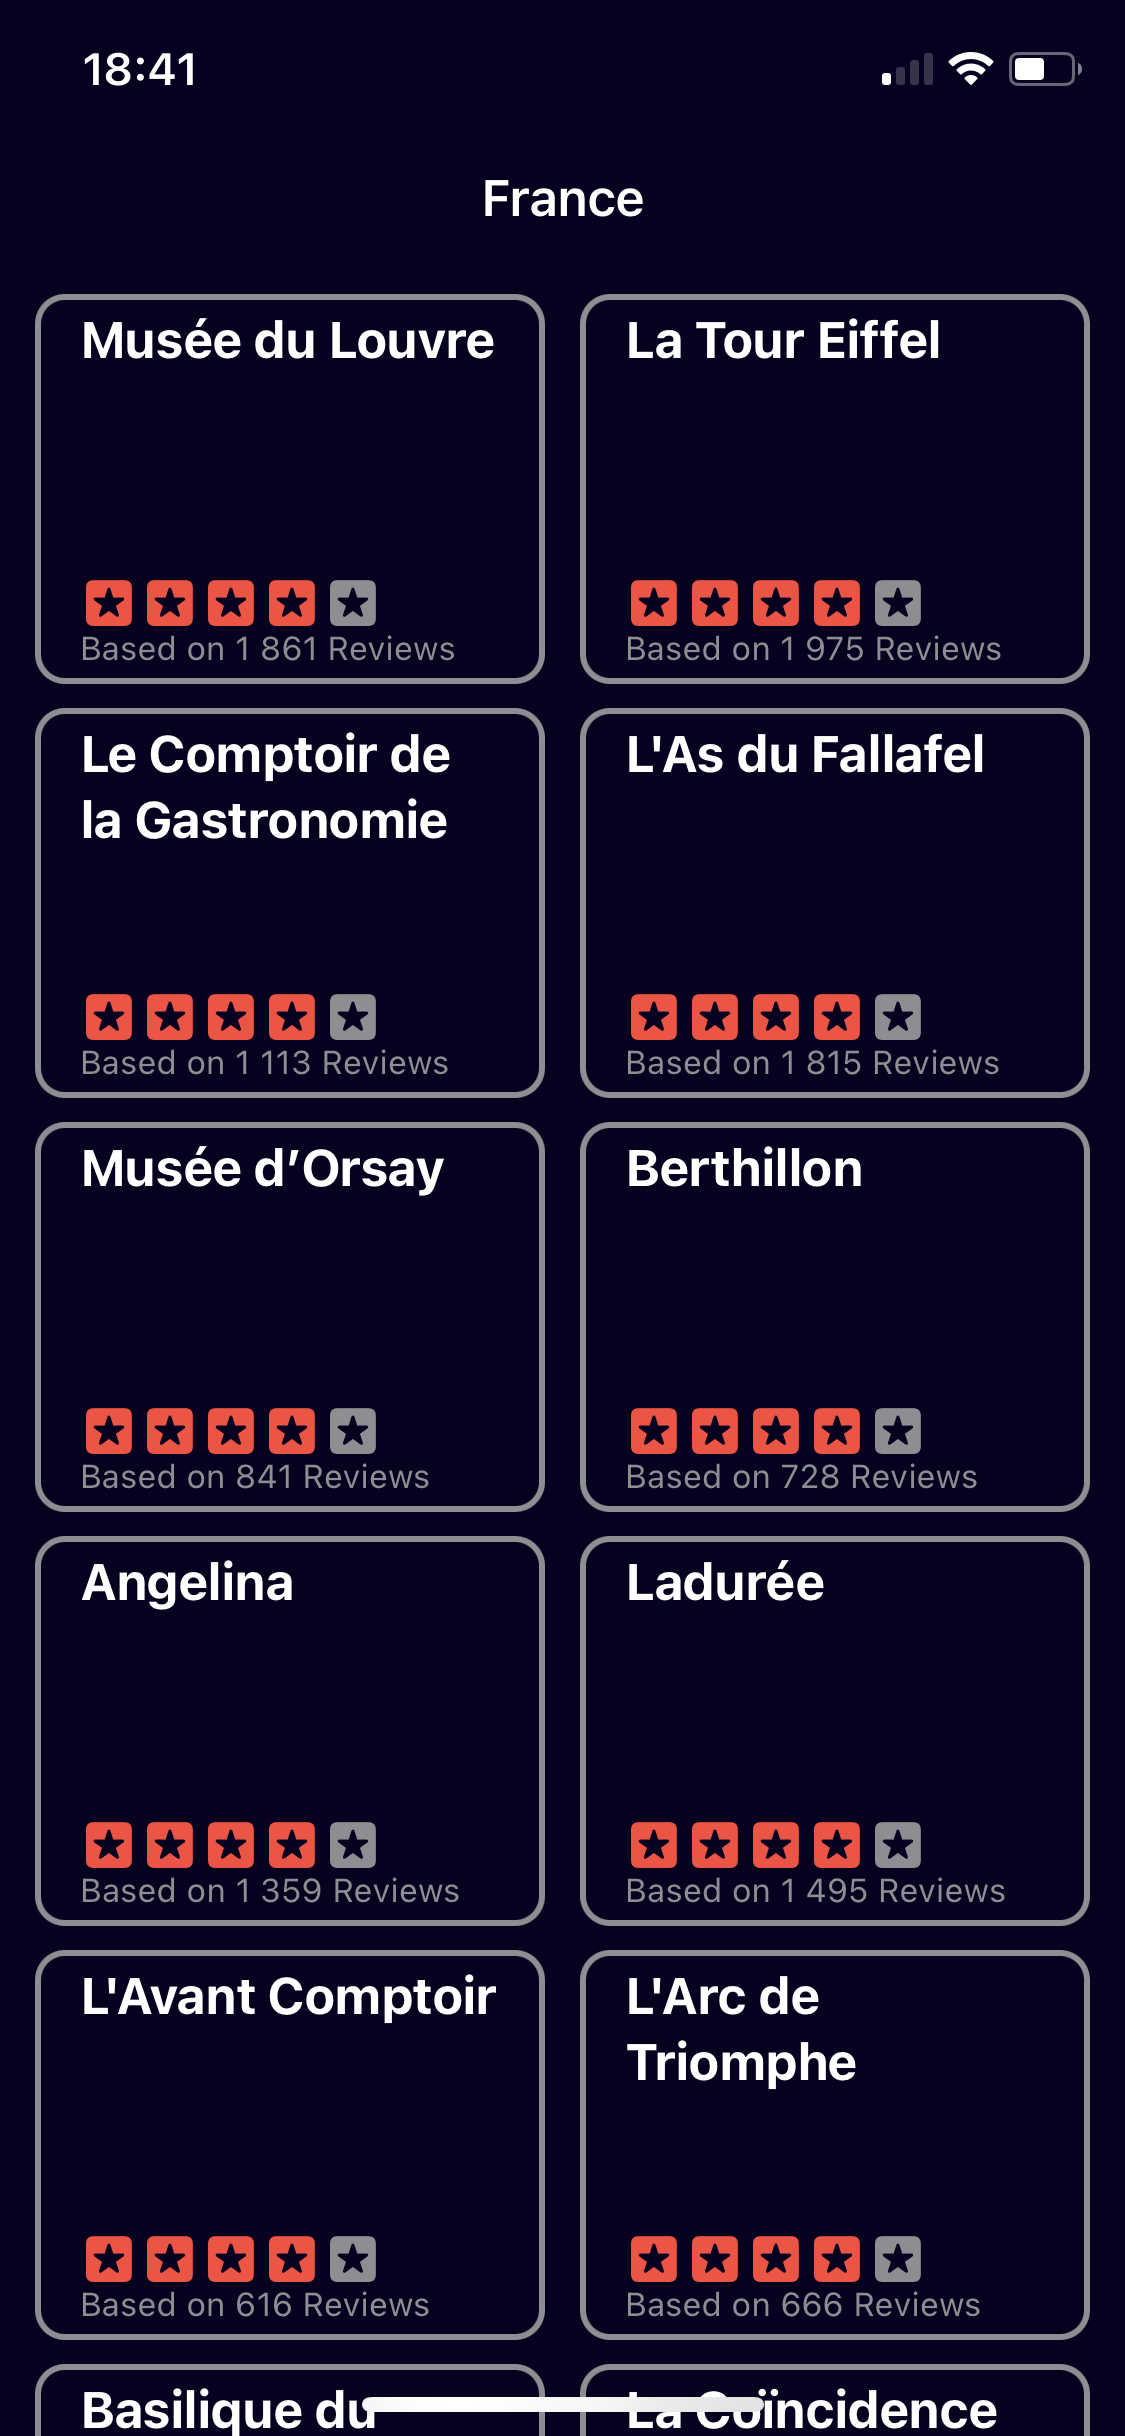 18:41
France
Musée du Louvre
Based on 1 861 Reviews
La Tour Eiffel
Based on 1 975 Reviews
Le Comptoir de
la Gastronomie
Based on 1 113 Reviews
L'As du Fallafel
Based on 1 815 Reviews
Musée d’Orsay
Based on 841 Reviews
Berthillon
Based on 728 Reviews
Angelina
Based on 1 359 Reviews
Ladurée
Based on 1 495 Reviews
L'Avant Comptoir
Based on 616 Reviews
L'Arc de
Triomphe
Based on 666 Reviews
Basilique du
La Coïncidence